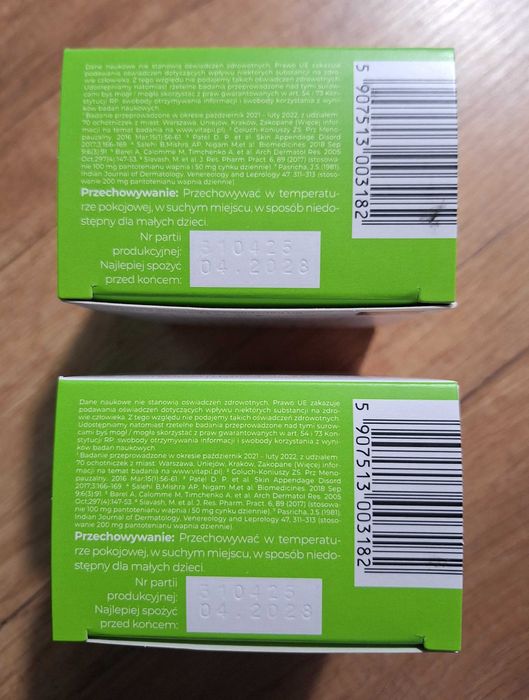 Dane naukowe nie stanowią oświadczeń zdrowotnych. Prawo UE zakazuje
podawania oświadczeń dotyczących wpływu niektórych substancji na zdro-
wie człowieka. Z tego względu nie podajemy takich oświadczeń zdrowotnych.
Udostępniamy natomiast rzetelne badania przeprowadzone nad tymi surow-
cami byś mógł / mogła skorzystać z praw gwarantowanych w art. 54 i 73 Kon-
stytucji RP: swobody otrzymywania informacji i swobody korzystania z wyni-
ków badań naukowych.
¹ Badanie przeprowadzone w okresie październik 2021 – luty 2022, z udziałem
70 ochotniczek z miast: Warszawa, Uniejów, Kraków, Zakopane (Więcej infor-
macji na temat badania na www.vitapil.pl). ² Goluch-Koniuszy ZS. Prz Meno-
pauzalny. 2016 Mar;15(1):56-61. ³ Patel D. P. et al. Skin Appendage Disord
2017;3:166-169 ⁴ Salehi B,Mishra AP, Nigam M,et al. Biomedicines. 2018 Sep
9;6(3):91 ⁵ Barel A, Calomme M, Timchenko A, et al. Arch Dermatol Res. 2005
Oct;297(4):147-53. ⁶ Siavash, M. et al. J. Res. Pharm. Pract. 6, 89 (2017) (stosowa-
nie 100 mg pantotenianu wapnia i 50 mg cynku dziennie). ⁷ Pasricha, J.S. (1981).
Indian Journal of Dermatology, Venereology and Leprology 47, 311-313 (stoso-
wanie 200 mg pantotenianu wapnia dziennie).
Przechowywanie: Przechowywać w temperatu-
rze pokojowej, w suchym miejscu, w sposób niedo-
stępny dla małych dzieci.
Nr partii
produkcyjnej: 310425
Najlepiej spożyć 04.2028
przed końcem:
5 907513 003182
Dane naukowe nie stanowią oświadczeń zdrowotnych. Prawo UE zakazuje
podawania oświadczeń dotyczących wpływu niektórych substancji na zdro-
wie człowieka. Z tego względu nie podajemy takich oświadczeń zdrowotnych.
Udostępniamy natomiast rzetelne badania przeprowadzone nad tymi surow-
cami byś mógł / mogła skorzystać z praw gwarantowanych w art. 54 i 73 Kon-
stytucji RP: swobody otrzymywania informacji i swobody korzystania z wyni-
ków badań naukowych.
¹ Badanie przeprowadzone w okresie październik 2021 – luty 2022, z udziałem
70 ochotniczek z miast: Warszawa, Uniejów, Kraków, Zakopane (Więcej infor-
macji na temat badania na www.vitapil.pl). ² Goluch-Koniuszy ZS. Prz Meno-
pauzalny. 2016 Mar;15(1):56-61. ³ Patel D. P. et al. Skin Appendage Disord
2017;3:166-169 ⁴ Salehi B,Mishra AP, Nigam M,et al. Biomedicines. 2018 Sep
9;6(3):91 ⁵ Barel A, Calomme M, Timchenko A, et al. Arch Dermatol Res. 2005
Oct;297(4):147-53. ⁶ Siavash, M. et al. J. Res. Pharm. Pract. 6, 89 (2017) (stosowa-
nie 100 mg pantotenianu wapnia i 50 mg cynku dziennie). ⁷ Pasricha, J.S. (1981).
Indian Journal of Dermatology, Venereology and Leprology 47, 311-313 (stoso-
wanie 200 mg pantotenianu wapnia dziennie).
Przechowywanie: Przechowywać w temperatu-
rze pokojowej, w suchym miejscu, w sposób niedo-
stępny dla małych dzieci.
Nr partii
produkcyjnej: 310425
Najlepiej spożyć 04.2028
przed końcem:
5 907513 003182